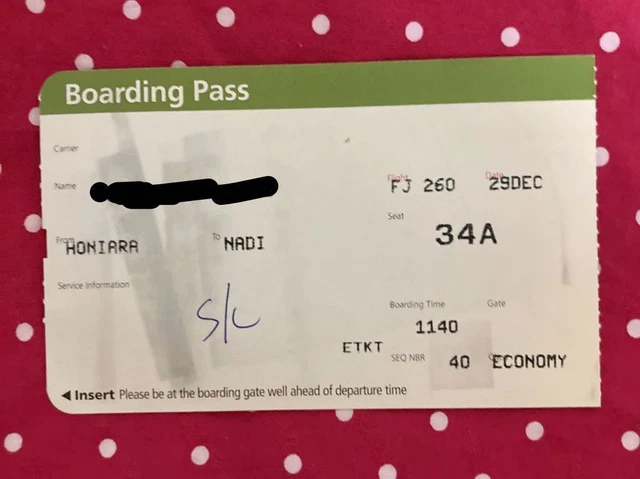 Boarding Pass
Carrier
Name
Flight Date
FJ 260 29DEC
From To
HONIARA NADI
Seat
34A
Service Information
S/C
Boarding Time Gate
1140
ETKT SEQ NBR 40 ECONOMY
◀ Insert Please be at the boarding gate well ahead of departure time